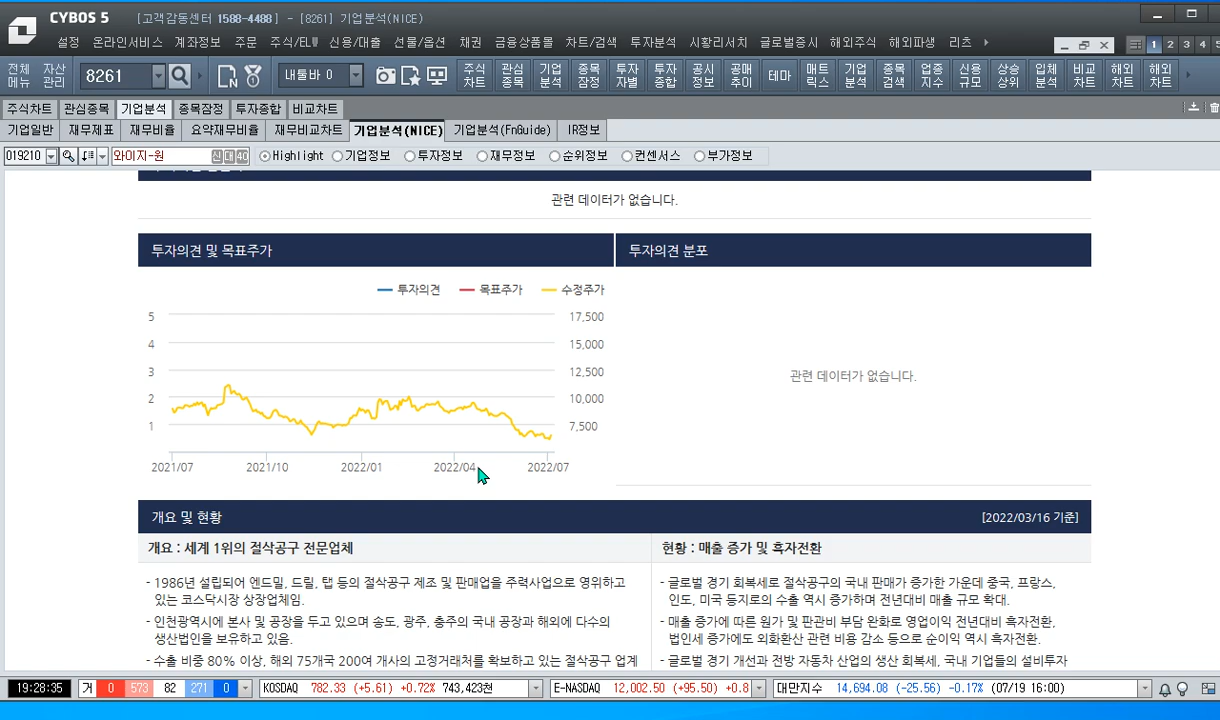 CYBOS 5 [고객감동센터 1588-4488] - [8261] 기업분석(NICE)
설정 온라인서비스 계좌정보 주문 주식/ELW 신용/대출 선물/옵션 채권 금융상품몰 차트/검색 투자분석 시황리서치 글로벌증시 해외주식 해외파생 리츠 1 2 3 4
전체메뉴 자산관리 8261 내툴바 0 주식차트 관심종목 기업분석 종목잠정 투자자별 투자종합 공시정보 공매추이 테마 매트릭스 기업분석 종목검색 업종지수 신용규모 상승상위 입체분석 비교차트 해외차트 해외차트
주식차트 관심종목 기업분석 종목잠정 투자종합 비교차트
기업일반 재무제표 재무비율 요약재무비율 재무비교차트 기업분석(NICE) 기업분석(FnGuide) IR정보
019210 와이지-원 신 대 40 Highlight 기업정보 투자정보 재무정보 순위정보 컨센서스 부가정보
관련 데이터가 없습니다.
투자의견 및 목표주가 투자의견 분포
투자의견 목표주가 수정주가
5 17,500
4 15,000
3 12,500
관련 데이터가 없습니다.
2 10,000
1 7,500
2021/07 2021/10 2022/01 2022/04 2022/07
개요 및 현황 [2022/03/16 기준]
개요 : 세계 1위의 절삭공구 전문업체 현황 : 매출 증가 및 흑자전환
- 1986년 설립되어 엔드밀, 드릴, 탭 등의 절삭공구 제조 및 판매업을 주력사업으로 영위하고
있는 코스닥시장 상장업체임.
- 인천광역시에 본사 및 공장을 두고 있으며 송도, 광주, 충주의 국내 공장과 해외에 다수의
생산법인을 보유하고 있음.
- 수출 비중 80% 이상, 해외 75개국 200여 개사의 고정거래처를 확보하고 있는 절삭공구 업계
- 글로벌 경기 회복세로 절삭공구의 국내 판매가 증가한 가운데 중국, 프랑스,
인도, 미국 등지로의 수출 역시 증가하며 전년대비 매출 규모 확대.
- 매출 증가에 따른 원가 및 판관비 부담 완화로 영업이익 전년대비 흑자전환,
법인세 증가에도 외화환산 관련 비용 감소 등으로 순이익 역시 흑자전환.
- 글로벌 경기 개선과 전방 자동차 산업의 생산 회복세, 국내 기업들의 설비투자
19:28:35 거 0 573 82 271 0 KOSDAQ 782.33 (+5.61) +0.72% 743,423천 E-NASDAQ 12,002.50 (+95.50) +0.8 대만지수 14,694.08 (-25.56) -0.17% (07/19 16:00)